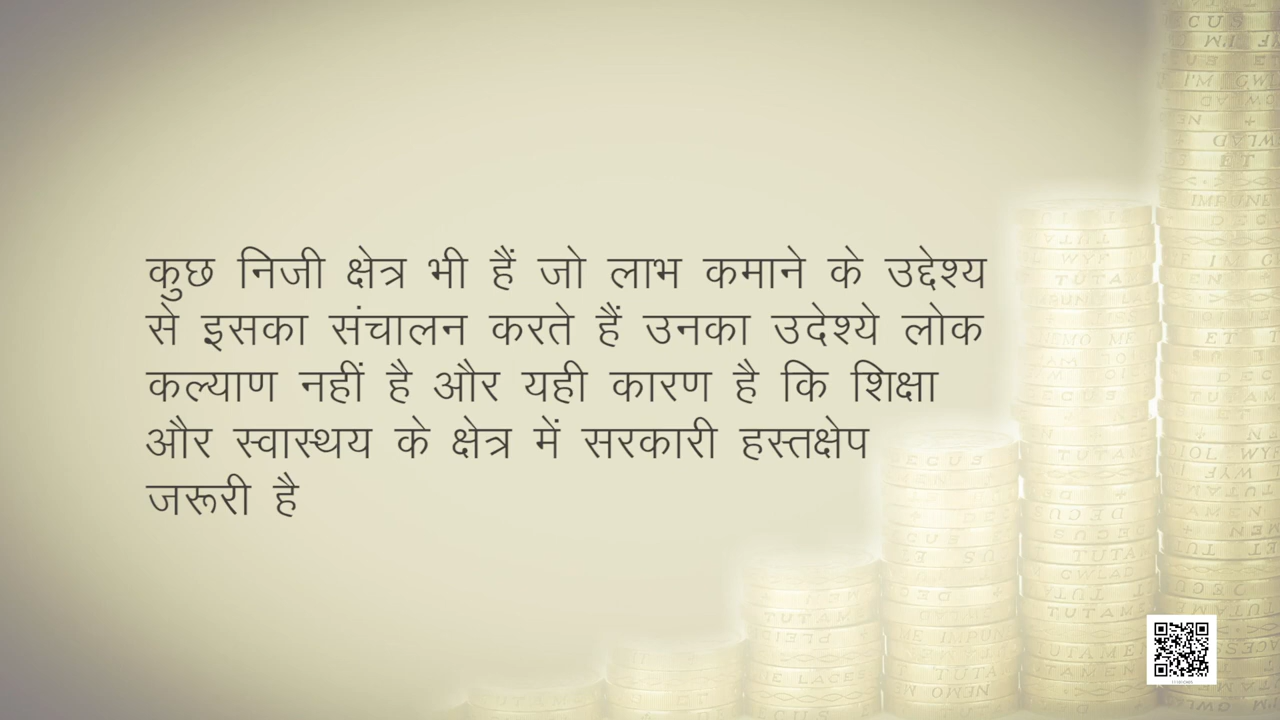 कुछ निजी क्षेत्र भी हैं जो लाभ कमाने के उद्देश्य
से इसका संचालन करते हैं उनका उदेश्ये लोक
कल्याण नहीं है और यही कारण है कि शिक्षा
और स्वास्थय के क्षेत्र में सरकारी हस्तक्षेप
जरूरी है